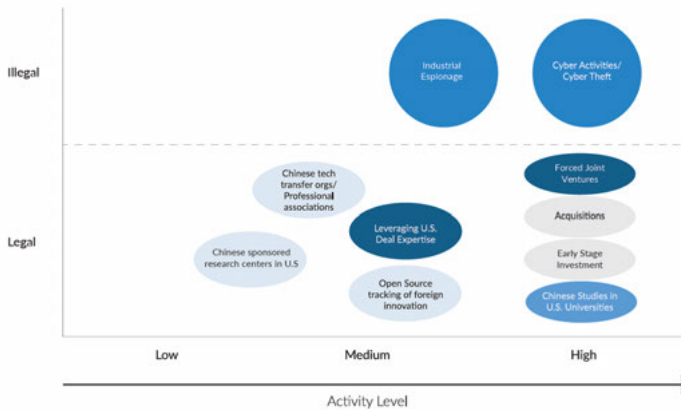 Illegal
Industrial
Espionage
Cyber Activities/
Cyber Theft
Legal
Chinese tech
transfer orgs/
Professional
associations
Chinese sponsored
research centers in U.S
Leveraging U.S.
Deal Expertise
Open Source
tracking of foreign
innovation
Forced Joint
Ventures
Acquisitions
Early Stage
Investment
Chinese Studies in
U.S. Universities
Low
Medium
High
Activity Level